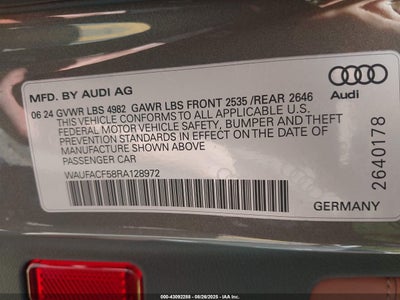 MFD. BY AUDI AG
06 24 GVWR LBS 4982 GAWR LBS FRONT 2535 /REAR 2646
THIS VEHICLE CONFORMS TO ALL APPLICABLE U.S.
FEDERAL MOTOR VEHICLE SAFETY, BUMPER AND THEFT
PREVENTION STANDARDS IN EFFECT ON THE DATE OF
MANUFACTURE SHOWN ABOVE
PASSENGER CAR
WAUFACF58RA128972
Audi
2640178
GERMANY
000-43092288 - 08/26/2025 - IAA Inc.